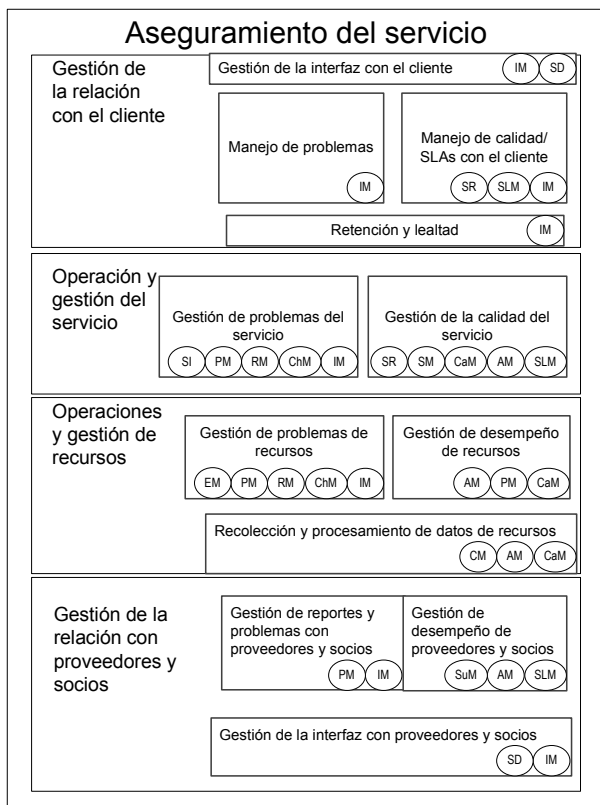 Aseguramiento del servicio
Gestión de
la relación
con el cliente
Gestión de la interfaz con el cliente
IM SD
Manejo de problemas
IM
Manejo de calidad/
SLAs con el cliente
SR SLM IM
Retención y lealtad
IM
Operación y
gestión del
servicio
Gestión de problemas del
servicio
SI PM RM ChM IM
Gestión de la calidad del
servicio
SR SM CaM AM SLM
Operaciones
y gestión de
recursos
Gestión de problemas de
recursos
EM PM RM ChM IM
Gestión de desempeño
de recursos
AM PM CaM
Recolección y procesamiento de datos de recursos
CM AM CaM
Gestión de la
relación con
proveedores y
socios
Gestión de reportes y
problemas con
proveedores y socios
PM IM
Gestión de
desempeño de
proveedores y socios
SuM AM SLM
Gestión de la interfaz con proveedores y socios
SD IM